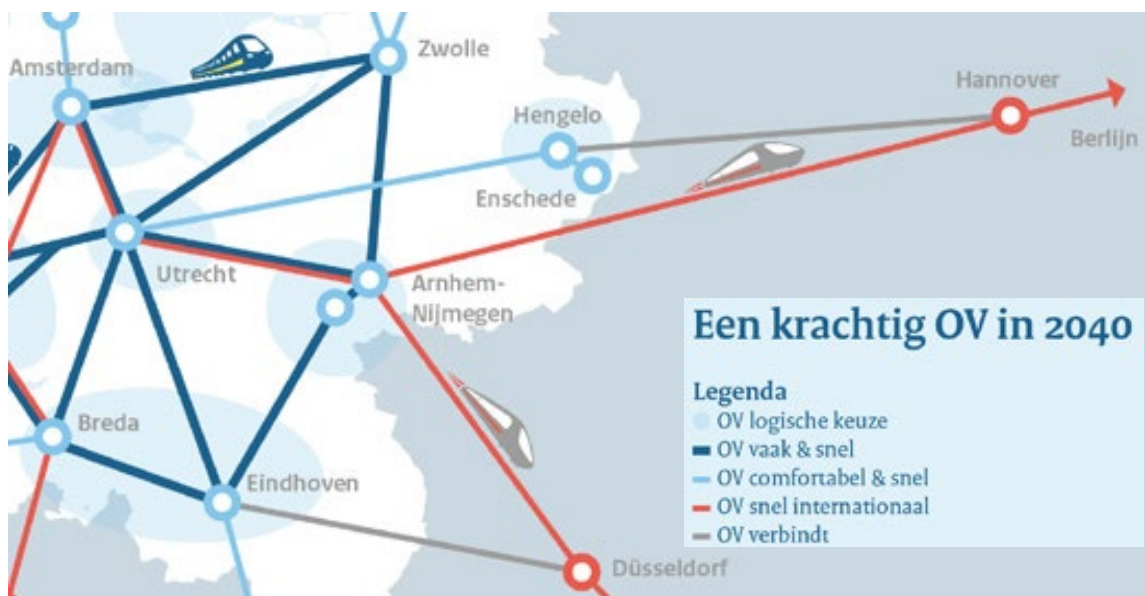 Amsterdam
Zwolle
Hannover
Berlijn
Hengelo
Enschede
Utrecht
Arnhem-
Nijmegen
Breda
Eindhoven
Düsseldorf
Een krachtig OV in 2040
Legenda
OV logische keuze
OV vaak & snel
OV comfortabel & snel
OV snel internationaal
OV verbindt